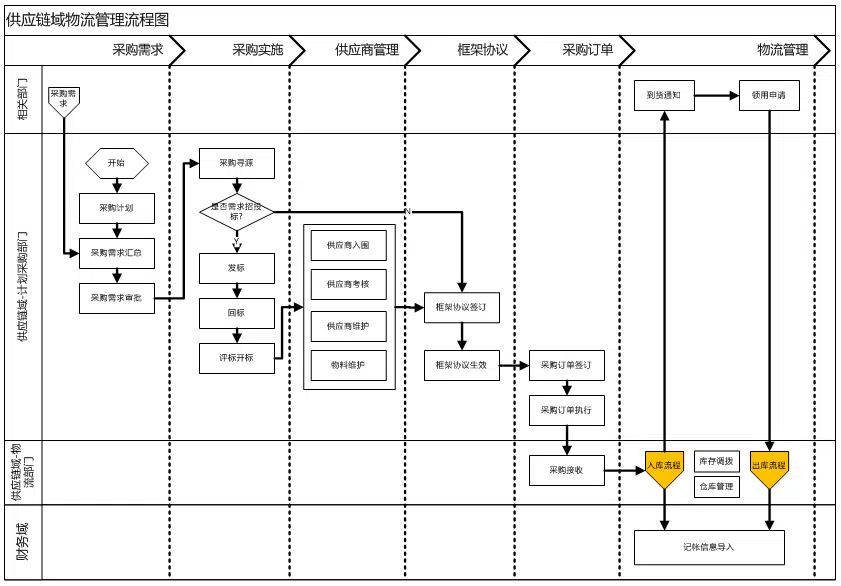 供应链域物流管理流程图
采购需求
采购实施
供应商管理
框架协议
采购订单
物流管理
相关部门
采购需
求
到货通知
领用申请
供应链域-计划采购部门
开始
采购计划
采购需求汇总
采购需求审批
采购寻源
是否需求招投
标?
N
Y
发标
回标
评标开标
供应商入围
供应商考核
供应商维护
物料维护
框架协议签订
框架协议生效
采购订单签订
采购订单执行
供应链域-物
流部门
采购接收
入库流程
库存调拨
仓库管理
出库流程
财务域
记帐信息导入